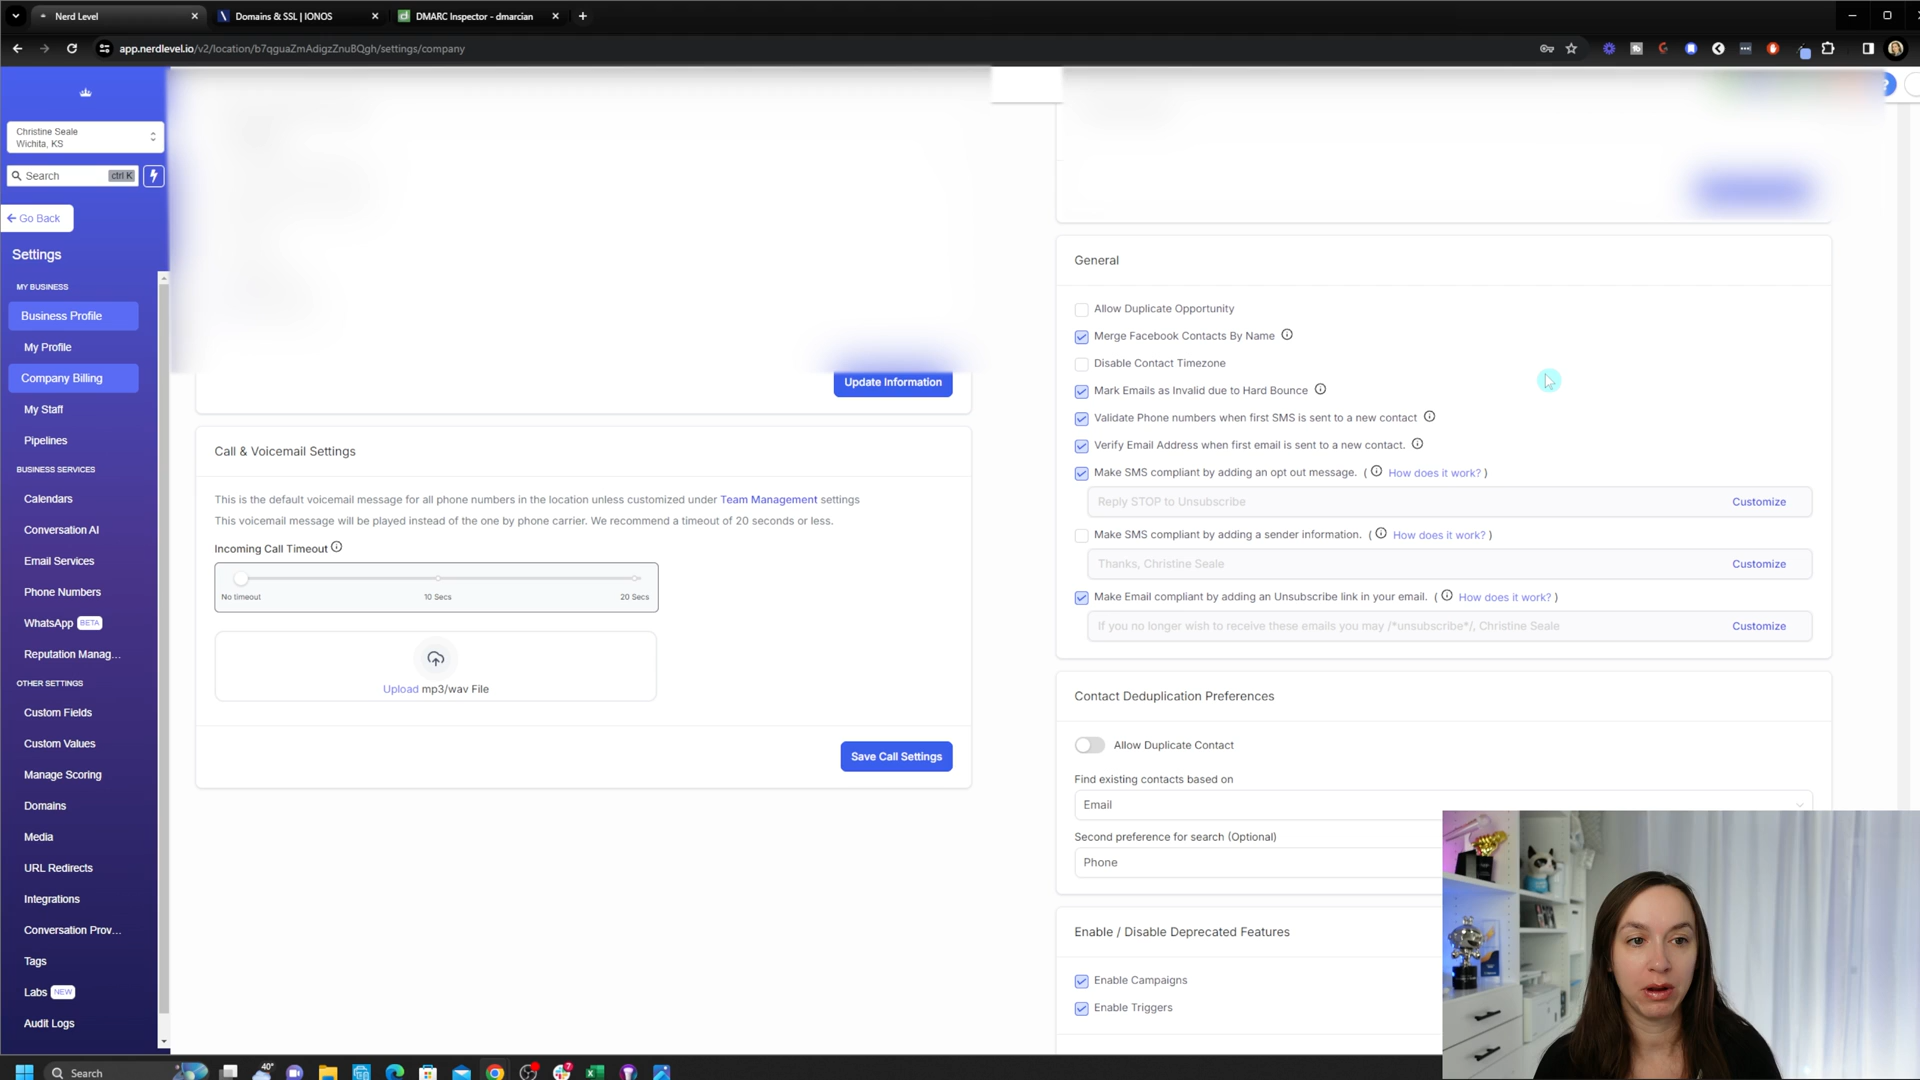 Nerd Level
Domains & SSL | IONOS
DMARC Inspector - dmarcian
app.nerdlevel.io/v2/location/b7qguaZmAdigzZnuBQgh/settings/company
Christine Seale
Wichita, KS
Search ctrl K
Go Back
Settings
MY BUSINESS
Business Profile
My Profile
Company Billing
My Staff
Pipelines
BUSINESS SERVICES
Calendars
Conversation AI
Email Services
Phone Numbers
WhatsApp BETA
Reputation Manag...
OTHER SETTINGS
Custom Fields
Custom Values
Manage Scoring
Domains
Media
URL Redirects
Integrations
Conversation Prov...
Tags
Labs NEW
Audit Logs
Update Information
Call & Voicemail Settings
This is the default voicemail message for all phone numbers in the location unless customized under Team Management settings
This voicemail message will be played instead of the one by phone carrier. We recommend a timeout of 20 seconds or less.
Incoming Call Timeout
No timeout 10 Secs 20 Secs
Upload mp3/wav File
Save Call Settings
General
Allow Duplicate Opportunity
Merge Facebook Contacts By Name
Disable Contact Timezone
Mark Emails as Invalid due to Hard Bounce
Validate Phone numbers when first SMS is sent to a new contact
Verify Email Address when first email is sent to a new contact.
Make SMS compliant by adding an opt out message. ( How does it work? )
Reply STOP to Unsubscribe Customize
Make SMS compliant by adding a sender information. ( How does it work? )
Thanks, Christine Seale Customize
Make Email compliant by adding an Unsubscribe link in your email. ( How does it work? )
If you no longer wish to receive these emails you may /*unsubscribe*/, Christine Seale Customize
Contact Deduplication Preferences
Allow Duplicate Contact
Find existing contacts based on
Email
Second preference for search (Optional)
Phone
Enable / Disable Deprecated Features
Enable Campaigns
Enable Triggers
Search
40°